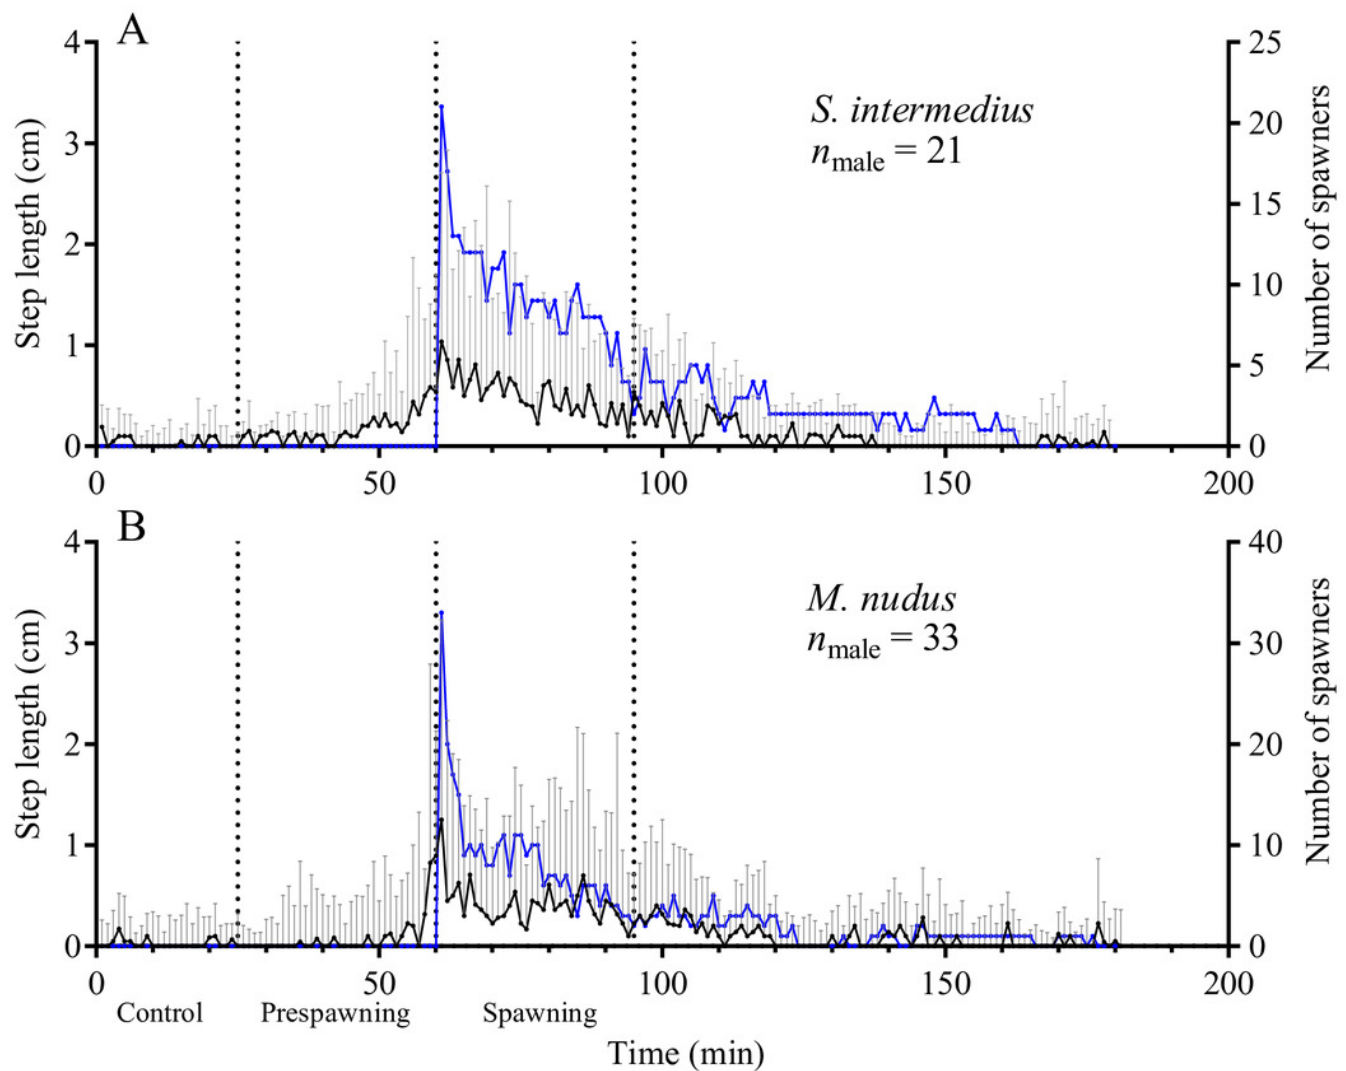 A
4
3
2
1
0
Step length (cm)
S. intermedius
n male = 21
25
20
15
10
5
0
Number of spawners
0 50 100 150 200
B
4
3
2
1
0
Step length (cm)
M. nudus
n male = 33
40
30
20
10
0
Number of spawners
0 50 100 150 200
Control Prespawning Spawning
Time (min)